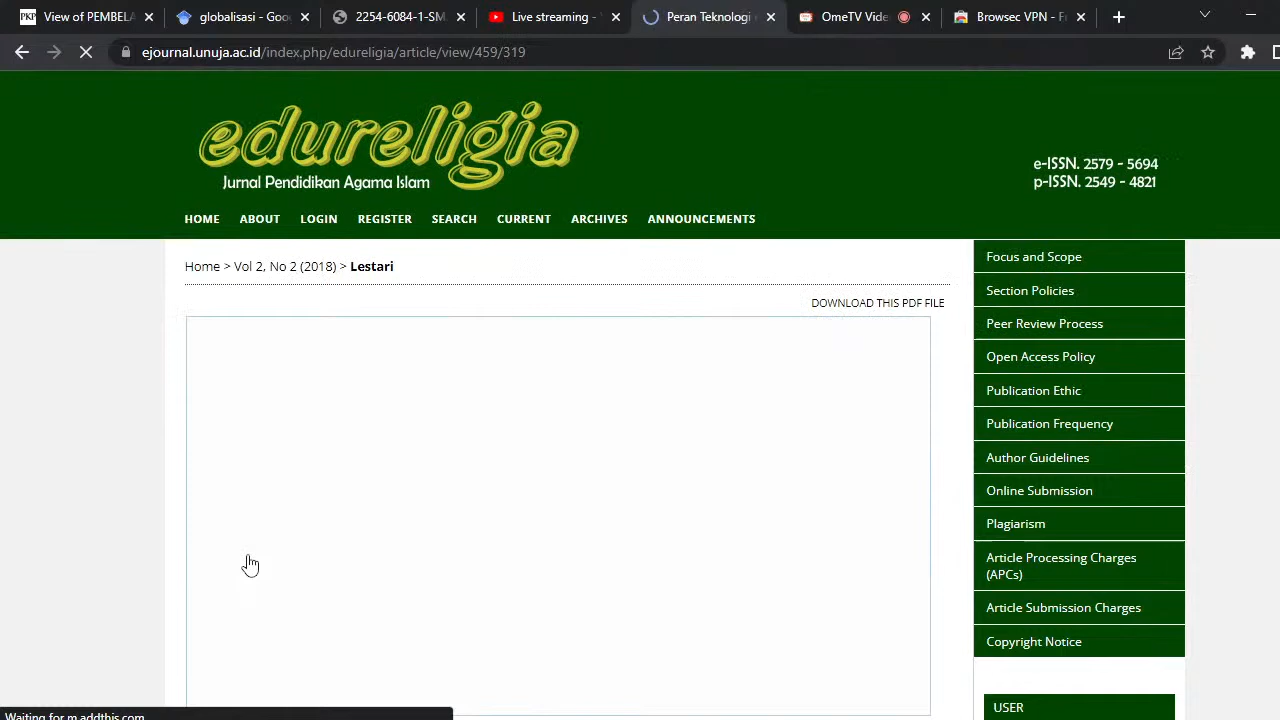 View of PEMBELA
globalisasi - Goo
2254-6084-1-SM
Live streaming -
Peran Teknologi
OmeTV Vide
Browsec VPN - F
ejournal.unuja.ac.id/index.php/edureligia/article/view/459/319
edureligia
Jurnal Pendidikan Agama Islam
e-ISSN. 2579 - 5694
p-ISSN. 2549 - 4821
HOME ABOUT LOGIN REGISTER SEARCH CURRENT ARCHIVES ANNOUNCEMENTS
Home > Vol 2, No 2 (2018) > Lestari
DOWNLOAD THIS PDF FILE
Focus and Scope
Section Policies
Peer Review Process
Open Access Policy
Publication Ethic
Publication Frequency
Author Guidelines
Online Submission
Plagiarism
Article Processing Charges
(APCs)
Article Submission Charges
Copyright Notice
USER
Waiting for m.addthis.com